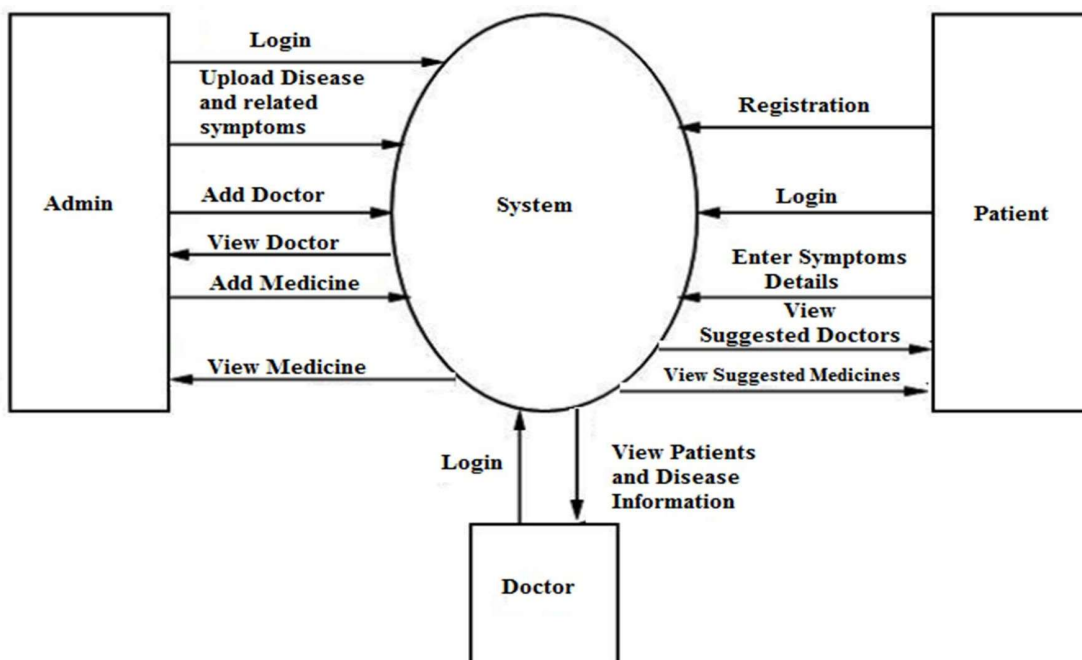 Login
Upload Disease
and related
symptoms
Admin
Add Doctor
View Doctor
Add Medicine
View Medicine
System
Registration
Login
Patient
Enter Symptoms
Details
View
Suggested Doctors
View Suggested Medicines
Login
View Patients
and Disease
Information
Doctor